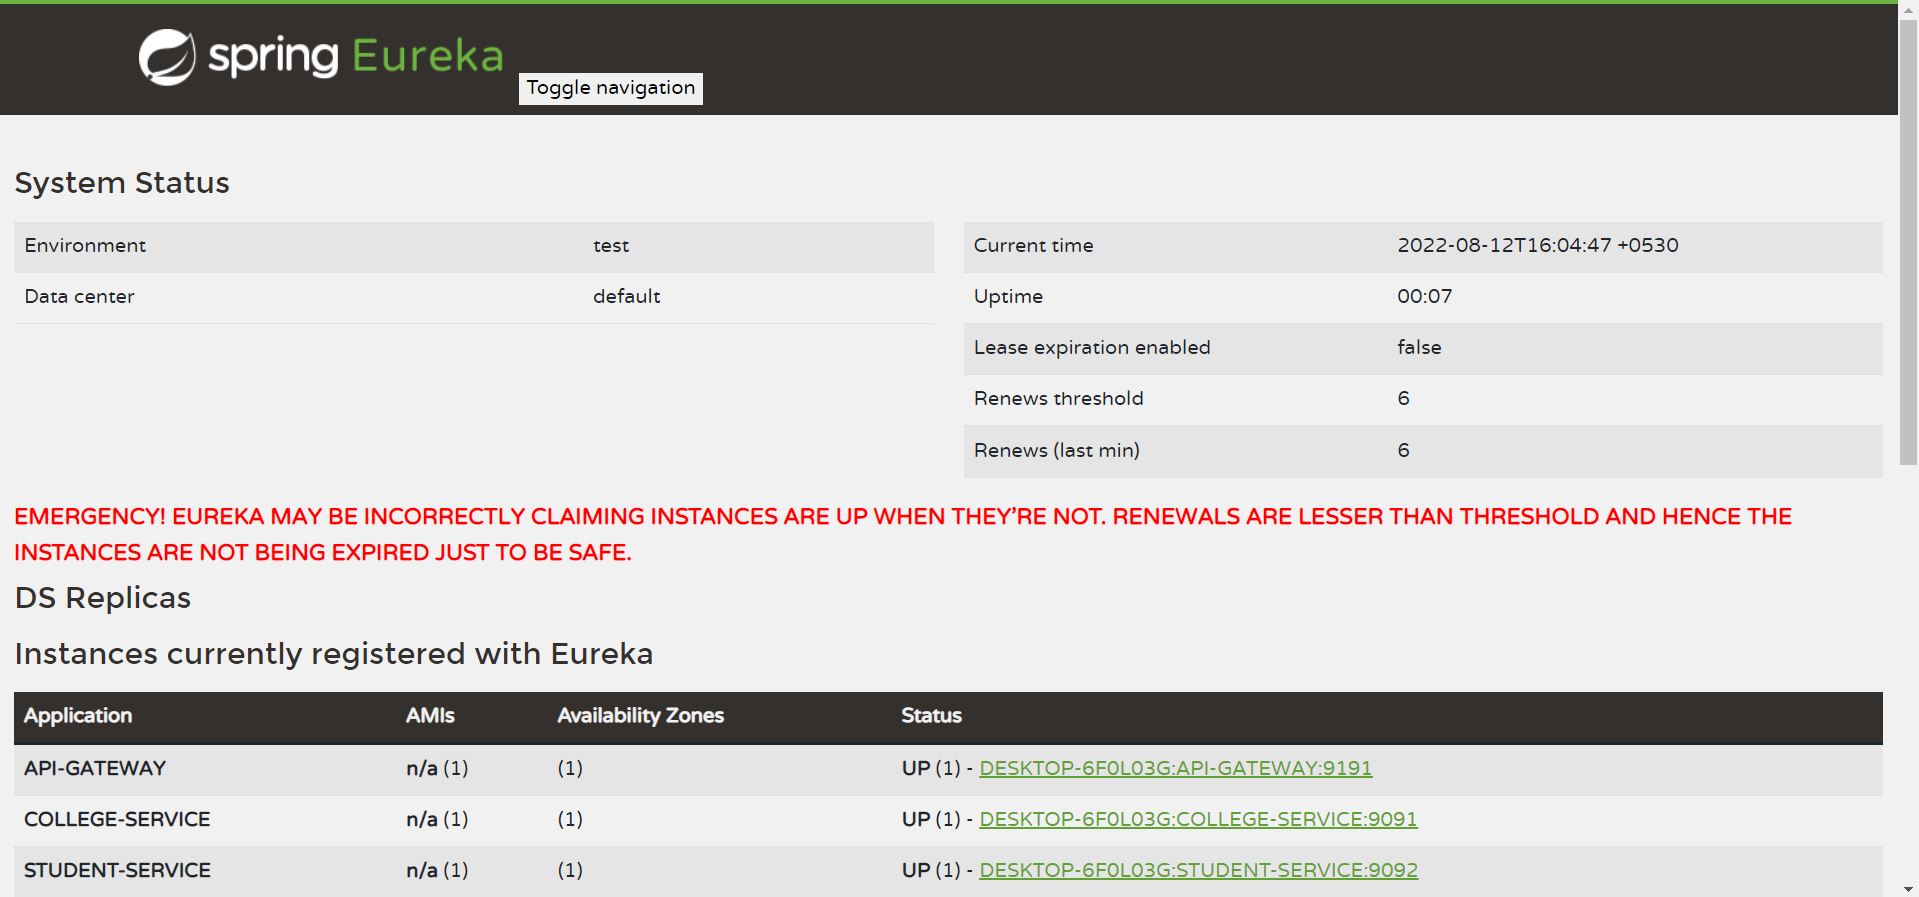 spring Eureka
Toggle navigation
System Status
Environment test
Data center default
Current time 2022-08-12T16:04:47 +0530
Uptime 00:07
Lease expiration enabled false
Renews threshold 6
Renews (last min) 6
EMERGENCY! EUREKA MAY BE INCORRECTLY CLAIMING INSTANCES ARE UP WHEN THEY’RE NOT. RENEWALS ARE LESSER THAN THRESHOLD AND HENCE THE
INSTANCES ARE NOT BEING EXPIRED JUST TO BE SAFE.
DS Replicas
Instances currently registered with Eureka
Application AMIs Availability Zones Status
API-GATEWAY n/a (1) (1) UP (1) - DESKTOP-6F0L03G:API-GATEWAY:9191
COLLEGE-SERVICE n/a (1) (1) UP (1) - DESKTOP-6F0L03G:COLLEGE-SERVICE:9091
STUDENT-SERVICE n/a (1) (1) UP (1) - DESKTOP-6F0L03G:STUDENT-SERVICE:9092